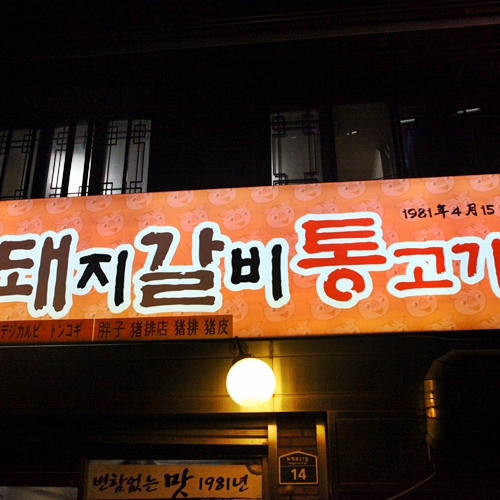 1981年4月15
돼지갈비통고기
デジカルビ トンコギ 胖子 猪排店 猪排 猪皮
변함없는 맛 1981년
14